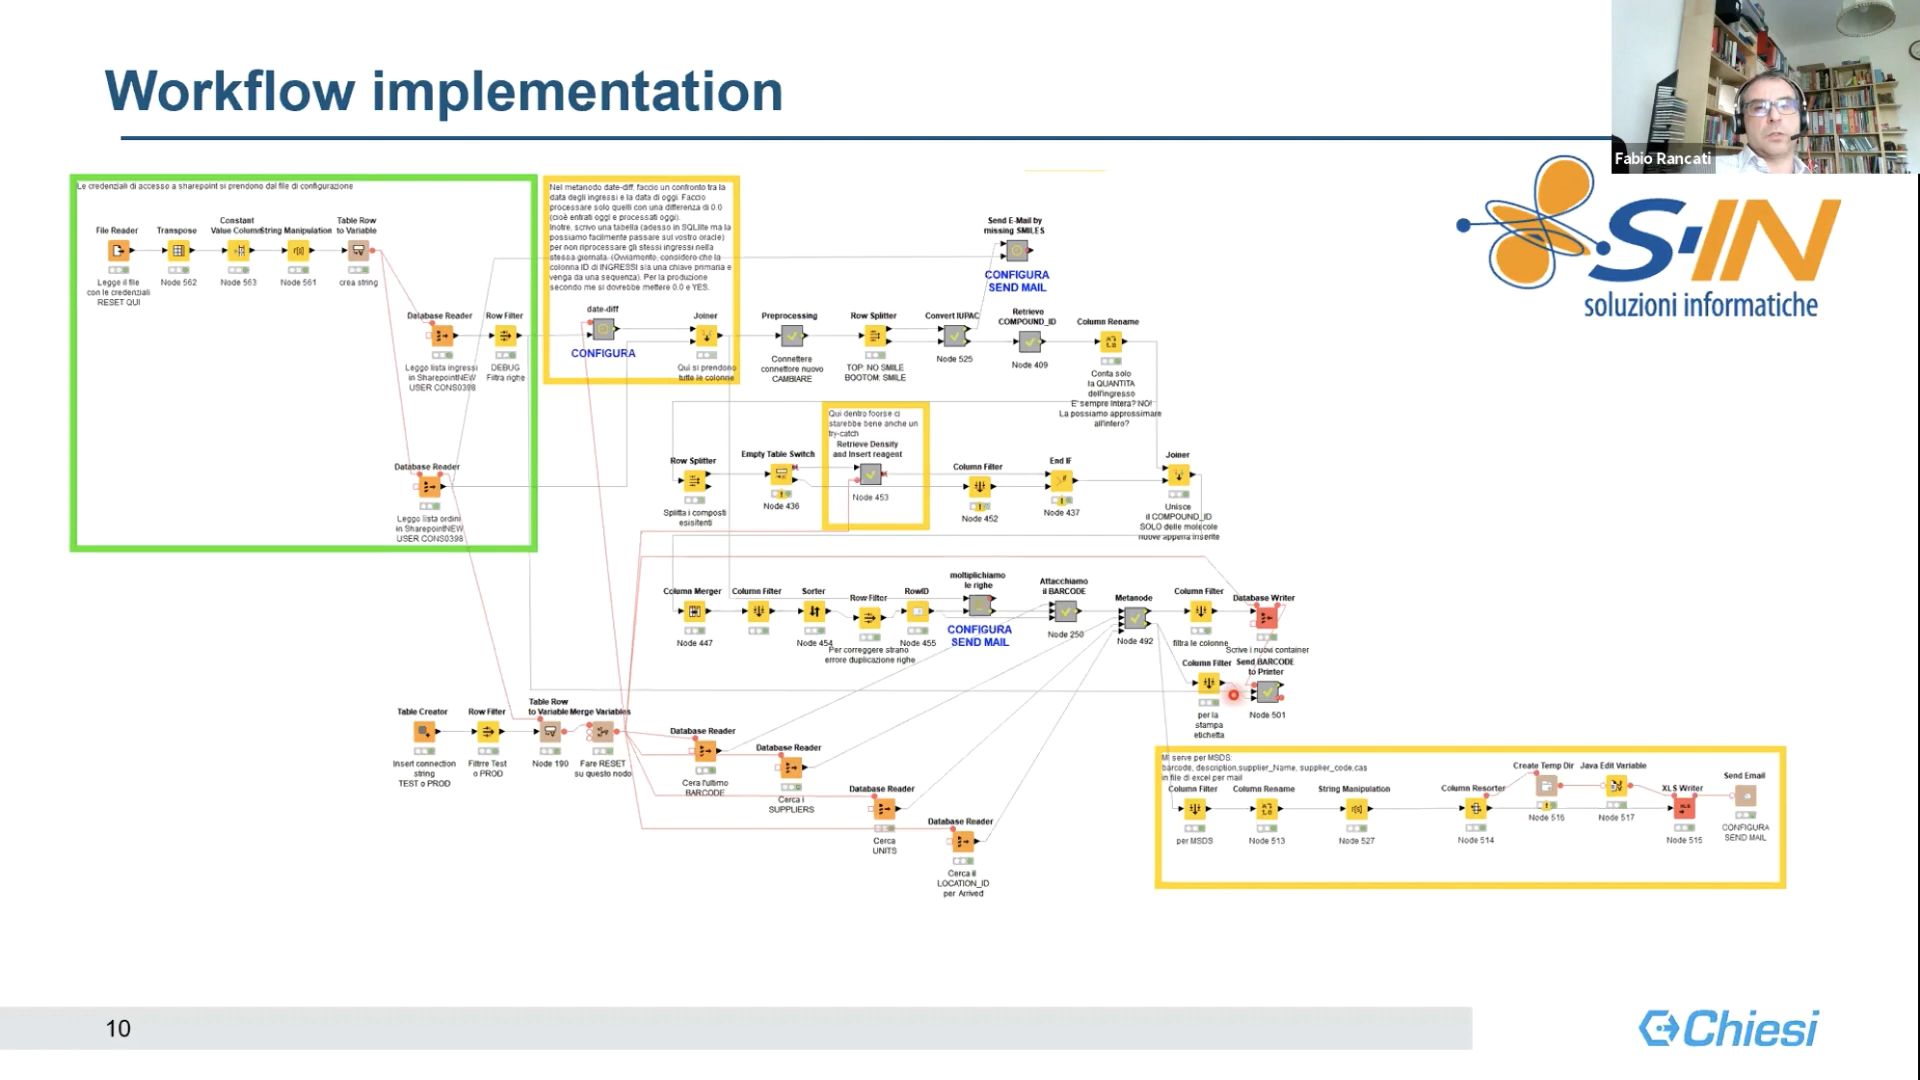 Workflow implementation
Fabio Rancati
S-IN
soluzioni informatiche
Le credenziali di accesso a sharepoint si prendono dal file di configurazione
File Reader
Leggo il file
con le credenziali
RESET QUI
Transpose
Node 562
Constant
Value Column
Node 563
String Manipulation
Node 561
Table Row
to Variable
crea string
Database Reader
Leggo lista ingressi
in SharepointNEW
USER CONS0398
Row Filter
DEBUG
Filtra righe
Database Reader
Leggo lista ordini
in SharepointNEW
USER CONS0398
Nel metanodo date-diff, faccio un confronto tra la
data degli ingressi e la data di oggi. Faccio
processare solo quelli con una differenza di 0.0
(cioè entrati oggi e processati oggi).
Inotre, scrivo una tabella (adesso in SQLlite ma la
possiamo facilmente passare sul vostro oracle)
per non riprocessare gli stessi ingressi nella
stessa giornata. (Ovviamente, considero che la
colonna ID di INGRESSI sia una chiave primaria e
venga da una sequenza). Per la produzione
secondo me si dovrebbe mettere 0.0 e YES.
date-diff
CONFIGURA
Joiner
Qui si prendono
tutte le colonne
Preprocessing
Connettere
connettore nuovo
CAMBIARE
Row Splitter
TOP: NO SMILE
BOOTOM: SMILE
Convert IUPAC
Node 525
Send E-Mail by
missing SMILES
CONFIGURA
SEND MAIL
Retrieve
COMPOUND_ID
Node 409
Column Rename
Conta solo
la QUANTITA
dell'ingresso
E' sempre intera? NO!
La possiamo approssimare
all'intero?
Row Splitter
Splitta i composti
esisitenti
Empty Table Switch
Node 436
Qui dentro foorse ci
starebbe bene anche un
try-catch
Retrieve Density
and Insert reagent
Node 453
Column Filter
Node 452
End IF
Node 437
Joiner
Unisce
il COMPOUND_ID
SOLO delle molecole
nuove appena inserite
Column Merger
Node 447
Column Filter
Sorter
Node 454
Row Filter
Per correggere strano
errore duplicazione righe
RowID
Node 455
moltiplichiamo
le righe
CONFIGURA
SEND MAIL
Attacchiamo
il BARCODE
Node 250
Metanode
Node 492
Column Filter
filtra le colonne
Database Writer
Scrive i nuovi container
Column Filter
per la
stampa
etichetta
Send BARCODE
to Printer
Node 501
Table Creator
Insert connection
string
TEST o PROD
Row Filter
Filtrre Test
o PROD
Table Row
to Variable
Node 190
Merge Variables
Fare RESET
su questo nodo
Database Reader
Cera l'ultimo
BARCODE
Database Reader
Cerca i
SUPPLIERS
Database Reader
Cerca
UNITS
Database Reader
Cerca il
LOCATION_ID
per Arrived
Mi serve per MSDS:
barcode, description,supplier_Name, supplier_code,cas
in file di excel per mail
Column Filter
per MSDS
Column Rename
Node 513
String Manipulation
Node 527
Column Resorter
Node 514
Create Temp Dir
Node 516
Java Edit Variable
Node 517
XLS Writer
XLS
Node 515
Send Email
CONFIGURA
SEND MAIL
10
Chiesi